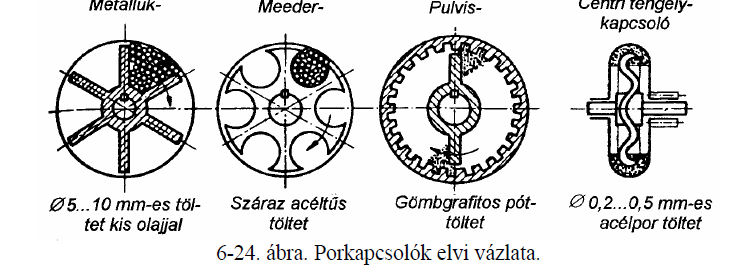 Metalluk-
Meeder-
Pulvis-
Centri tengely-
kapcsoló
Ø5...10 mm-es töl-
tet kis olajjal
Száraz acéltűs
töltet
Gömbgrafitos pót-
töltet
Ø 0,2...0,5 mm-es
acélpor töltet
6-24. ábra. Porkapcsolók elvi vázlata.